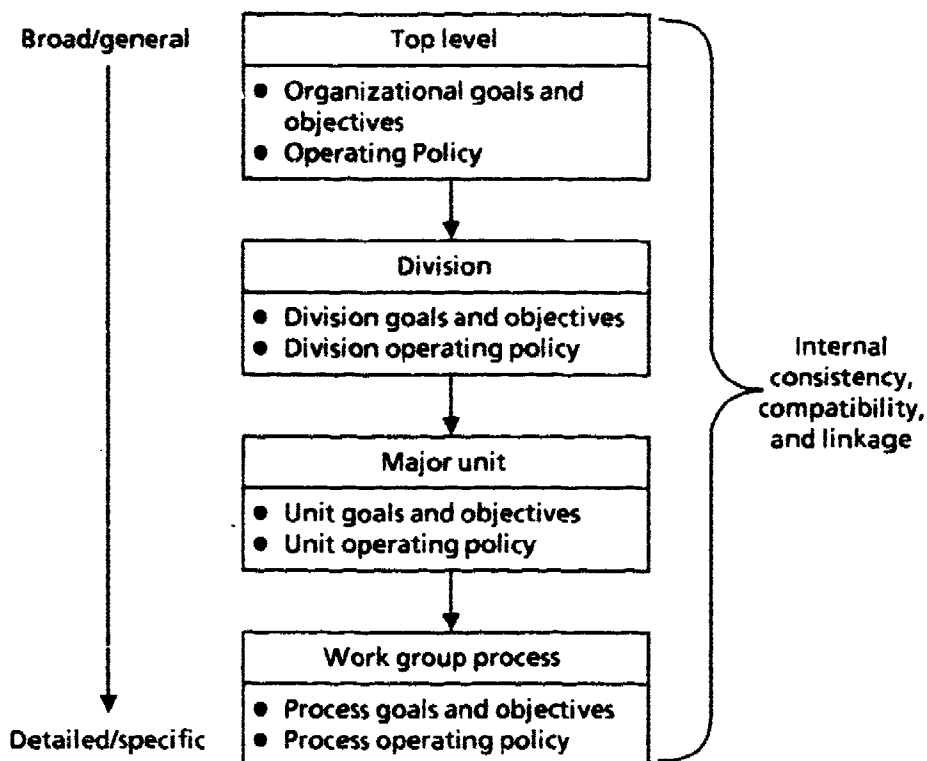 Broad/general
Top level
● Organizational goals and
objectives
● Operating Policy
Division
● Division goals and objectives
● Division operating policy
Internal
consistency,
compatibility,
and linkage
Major unit
● Unit goals and objectives
● Unit operating policy
Work group process
● Process goals and objectives
● Process operating policy
Detailed/specific